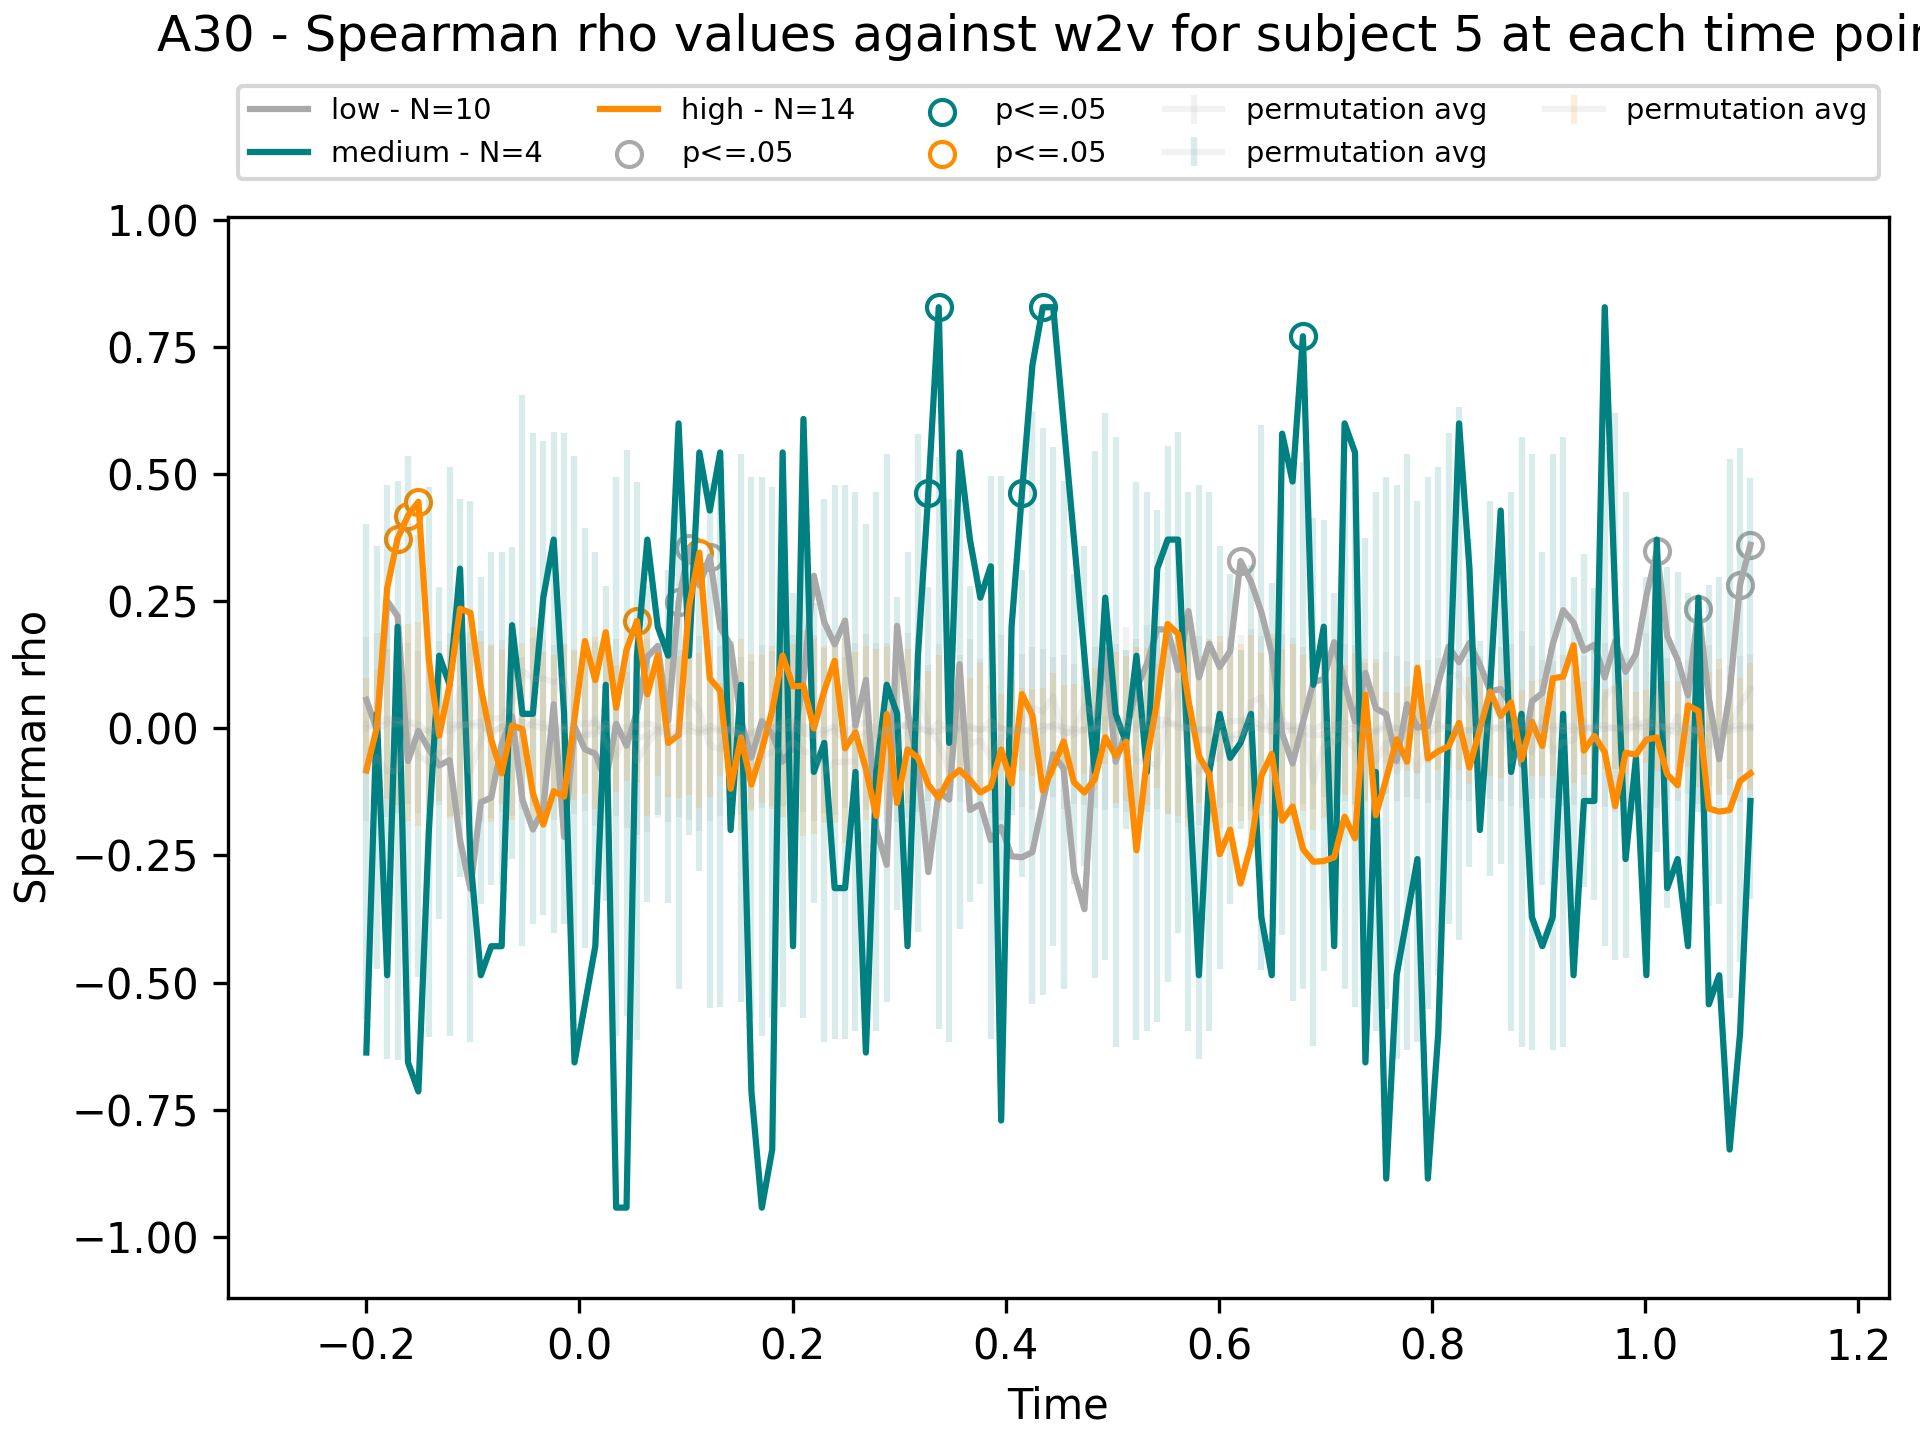 A30 - Spearman rho values against w2v for subject 5 at each time poi
low - N=10
medium - N=4
high - N=14
p<=.05
p<=.05
p<=.05
permutation avg
permutation avg
permutation avg
Spearman rho
1.00
0.75
0.50
0.25
0.00
−0.25
−0.50
−0.75
−1.00
−0.2
0.0
0.2
0.4
0.6
0.8
1.0
1.2
Time